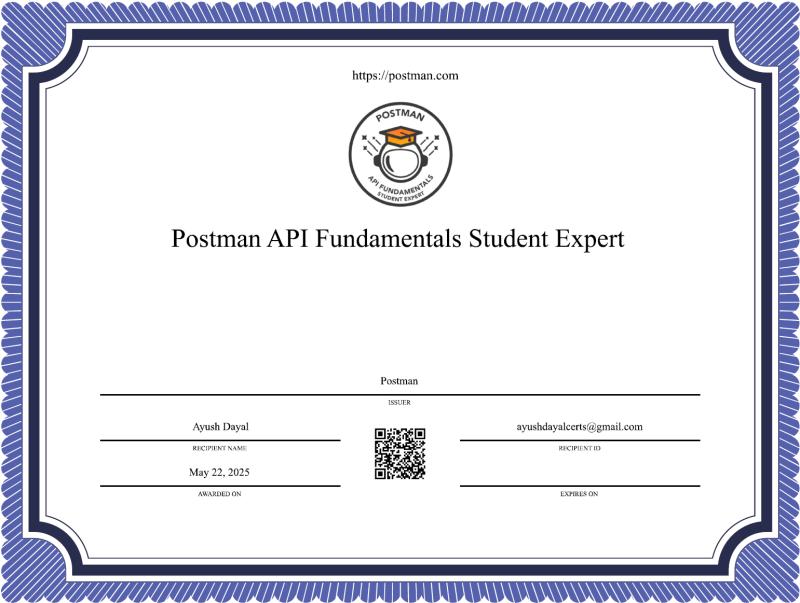 https://postman.com
POSTMAN
API FUNDAMENTALS
STUDENT EXPERT
Postman API Fundamentals Student Expert
Postman
ISSUER
Ayush Dayal
RECIPIENT NAME
ayushdayalcerts@gmail.com
RECIPIENT ID
May 22, 2025
AWARDED ON
EXPIRES ON